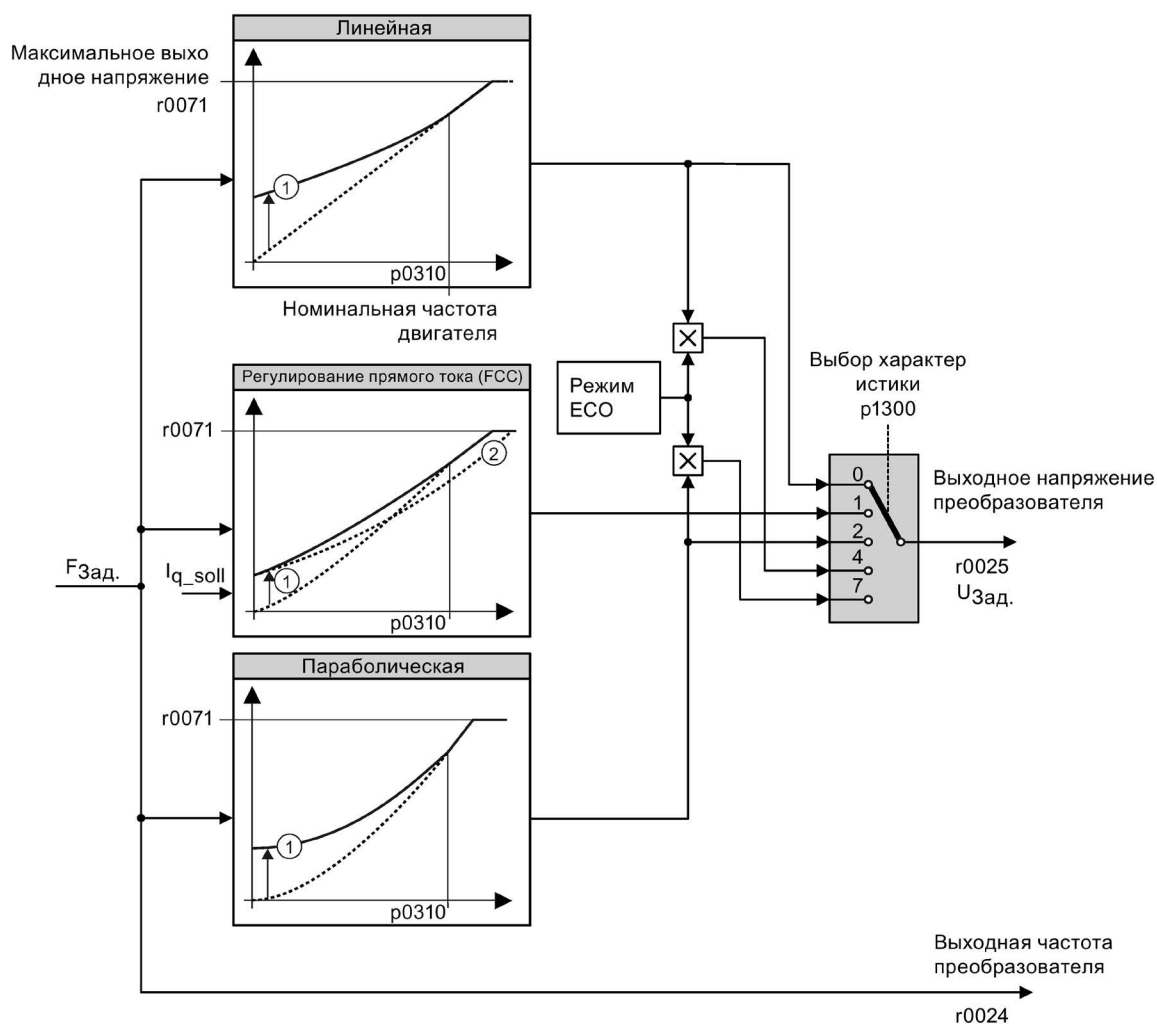 Линейная
Максимальное выхо
дное напряжение
r0071
1
p0310
Номинальная частота
двигателя
Регулирование прямого тока (FCC)
r0071
2
1
p0310
Режим
ECO
Выбор характер
истики
p1300
0
1
2
4
7
Выходное напряжение
преобразователя
r0025
UЗад.
FЗад.
Iq_soll
Параболическая
r0071
1
p0310
Выходная частота
преобразователя
r0024